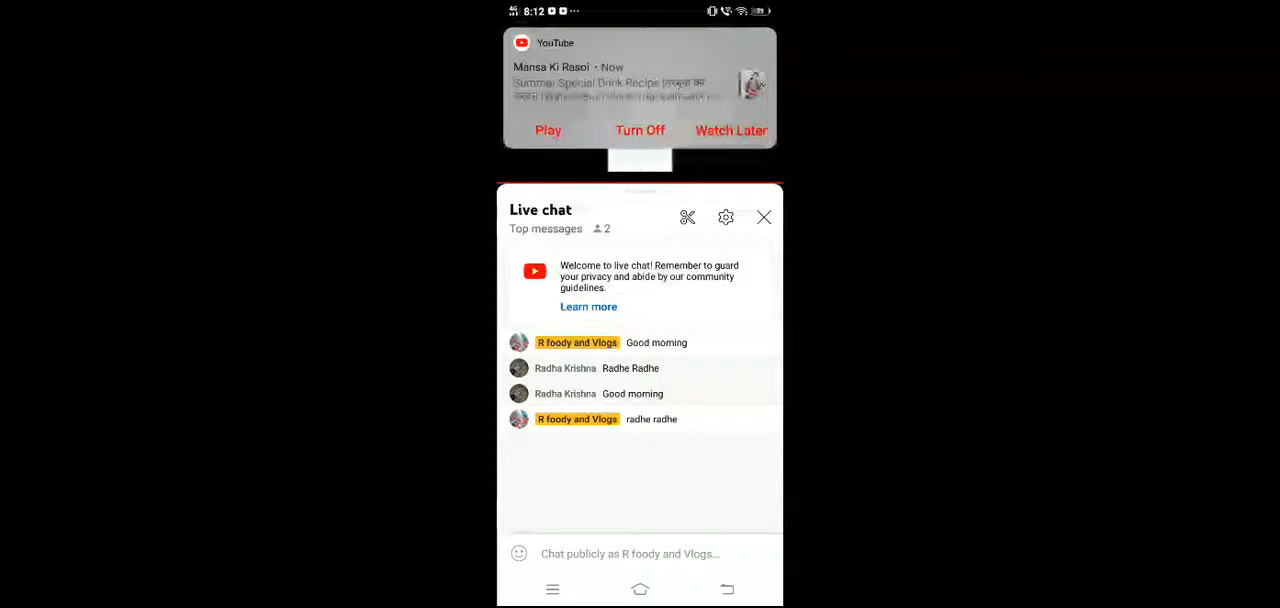 4G 8:12 71
YouTube
Mansa Ki Rasoi • Now
Summer Special Drink Recipe |तरबूजा का
Play Turn Off Watch Later
Live chat
Top messages 2
Welcome to live chat! Remember to guard
your privacy and abide by our community
guidelines.
Learn more
R foody and Vlogs Good morning
Radha Krishna Radhe Radhe
Radha Krishna Good morning
R foody and Vlogs radhe radhe
Chat publicly as R foody and Vlogs...